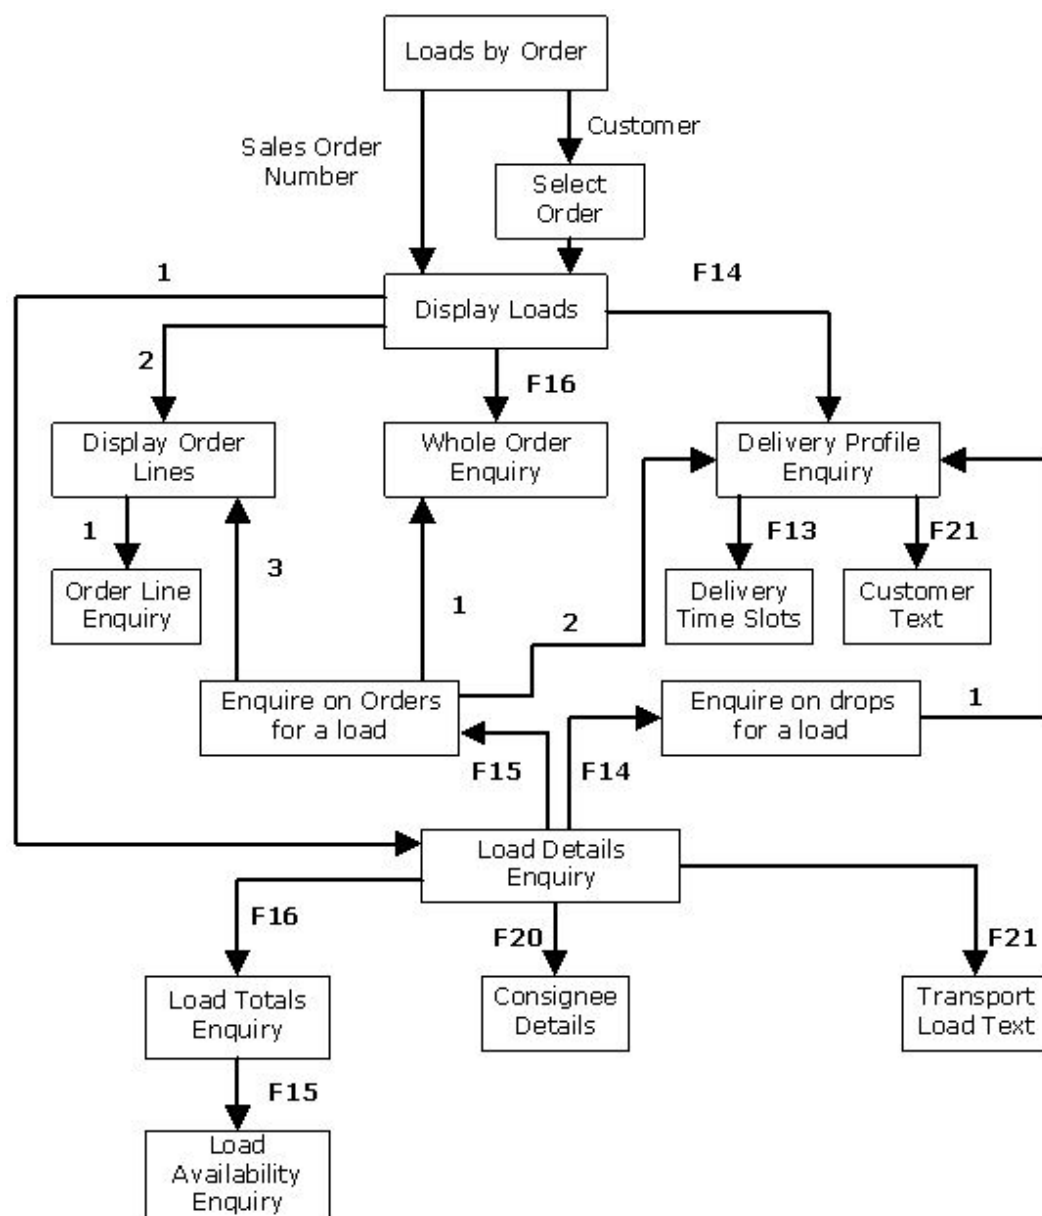 Loads by Order
Customer
Sales Order
Number
Select
Order
1
F14
Display Loads
2
F16
Display Order
Lines
Whole Order
Enquiry
Delivery Profile
Enquiry
1
3
F13
F21
Order Line
Enquiry
1
2
Delivery
Time Slots
Customer
Text
Enquire on Orders
for a load
Enquire on drops
for a load
1
F15
F14
Load Details
Enquiry
F16
F20
F21
Load Totals
Enquiry
Consignee
Details
Transport
Load Text
F15
Load
Availability
Enquiry